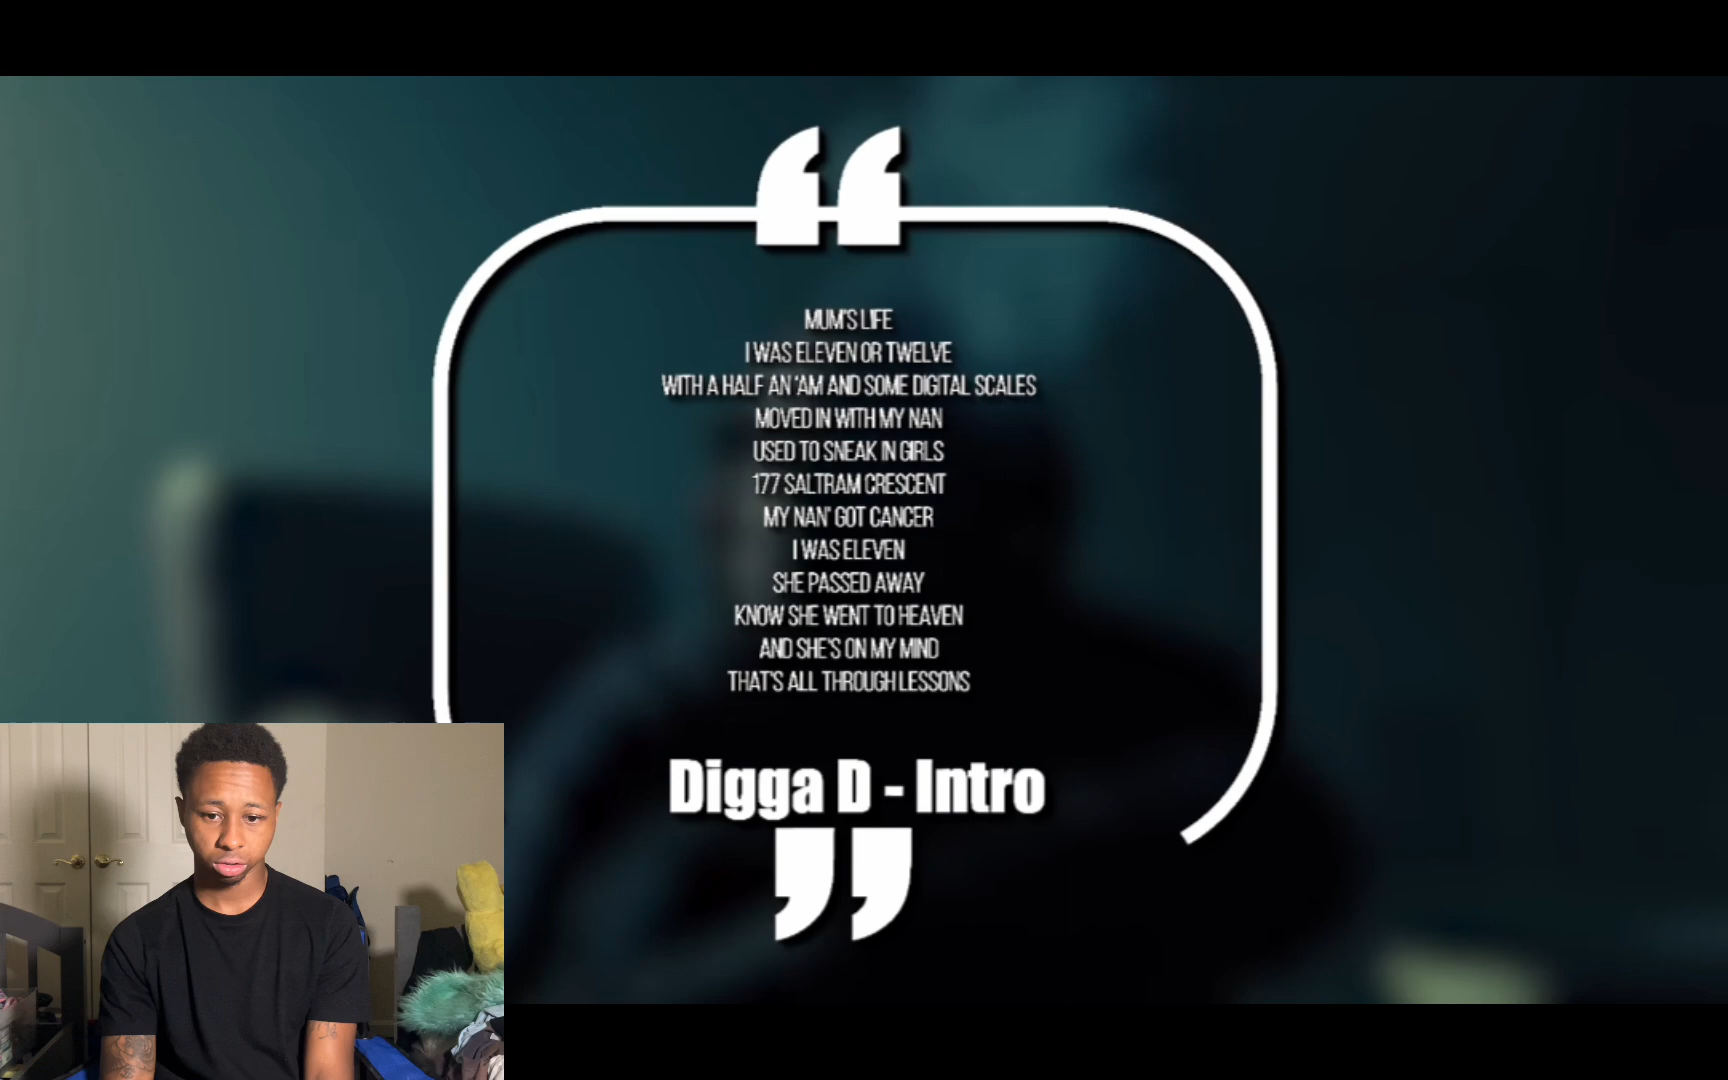 “
MUM'S LIFE
I WAS ELEVEN OR TWELVE
WITH A HALF AN 'AM AND SOME DIGITAL SCALES
MOVED IN WITH MY NAN
USED TO SNEAK IN GIRLS
177 SALTRAM CRESCENT
MY NAN' GOT CANCER
I WAS ELEVEN
SHE PASSED AWAY
KNOW SHE WENT TO HEAVEN
AND SHE'S ON MY MIND
THAT'S ALL THROUGH LESSONS
Digga D - Intro
”